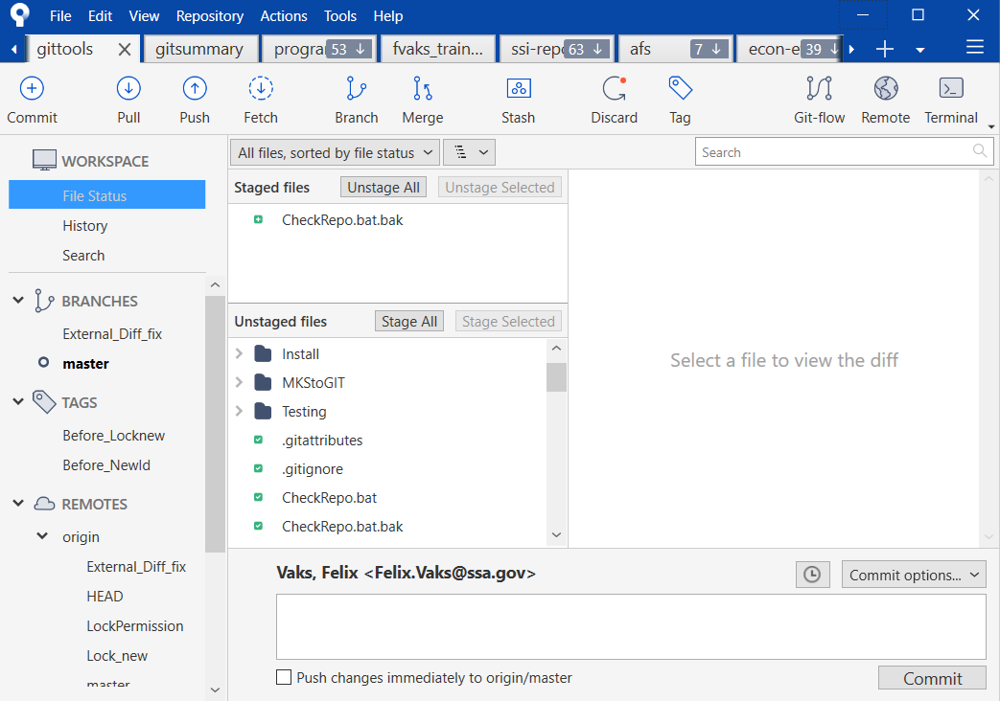 File Edit View Repository Actions Tools Help
gittools gitsummary progra 53 fvaks_train... ssi-repo 63 afs 7 econ-e 39
Commit Pull Push Fetch Branch Merge Stash Discard Tag Git-flow Remote Terminal
WORKSPACE
File Status
History
Search
BRANCHES
External_Diff_fix
master
TAGS
Before_Locknew
Before_NewId
REMOTES
origin
External_Diff_fix
HEAD
LockPermission
Lock_new
master
All files, sorted by file status
Search
Staged files Unstage All Unstage Selected
CheckRepo.bat.bak
Unstaged files Stage All Stage Selected
Install
MKStoGIT
Testing
.gitattributes
.gitignore
CheckRepo.bat
CheckRepo.bat.bak
Select a file to view the diff
Vaks, Felix <Felix.Vaks@ssa.gov>
Commit options...
Push changes immediately to origin/master
Commit